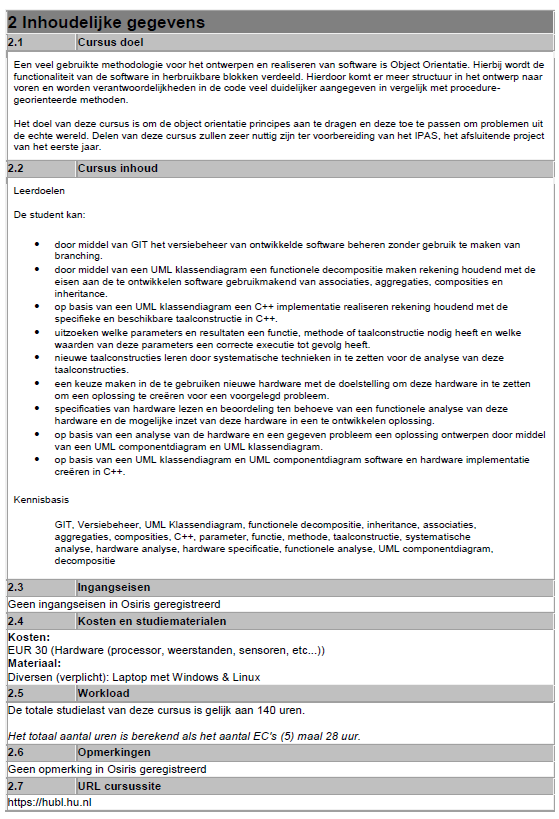 2 Inhoudelijke gegevens
2.1 Cursus doel
Een veel gebruikte methodologie voor het ontwerpen en realiseren van software is Object Orientatie. Hierbij wordt de
functionaliteit van de software in herbruikbare blokken verdeeld. Hierdoor komt er meer structuur in het ontwerp naar
voren en worden verantwoordelijkheden in de code veel duidelijker aangegeven in vergelijk met procedure-
georienteerde methoden.
Het doel van deze cursus is om de object orientatie principes aan te dragen en deze toe te passen om problemen uit
de echte wereld. Delen van deze cursus zullen zeer nuttig zijn ter voorbereiding van het IPAS, het afsluitende project
van het eerste jaar.
2.2 Cursus inhoud
Leerdoelen
De student kan:
• door middel van GIT het versiebeheer van ontwikkelde software beheren zonder gebruik te maken van
branching.
• door middel van een UML klassendiagram een functionele decompositie maken rekening houdend met de
eisen aan de te ontwikkelen software gebruikmakend van associaties, aggregaties, composities en
inheritance.
• op basis van een UML klassendiagram een C++ implementatie realiseren rekening houdend met de
specifieke en beschikbare taalconstructie in C++.
• uitzoeken welke parameters en resultaten een functie, methode of taalconstructie nodig heeft en welke
waarden van deze parameters een correcte executie tot gevolg heeft.
• nieuwe taalconstructies leren door systematische technieken in te zetten voor de analyse van deze
taalconstructies.
• een keuze maken in de te gebruiken nieuwe hardware met de doelstelling om deze hardware in te zetten
om een oplossing te creëren voor een voorgelegd probleem.
• specificaties van hardware lezen en beoordeling ten behoeve van een functionele analyse van deze
hardware en de mogelijke inzet van deze hardware in een te ontwikkelen oplossing.
• op basis van een analyse van de hardware en een gegeven probleem een oplossing ontwerpen door middel
van een UML componentdiagram en UML klassendiagram.
• op basis van een UML klassendiagram en UML componentdiagram software en hardware implementatie
creëren in C++.
Kennisbasis
GIT, Versiebeheer, UML Klassendiagram, functionele decompositie, inheritance, associaties,
aggregaties, composities, C++, parameter, functie, methode, taalconstructie, systematische
analyse, hardware analyse, hardware specificatie, functionele analyse, UML componentdiagram,
decompositie
2.3 Ingangseisen
Geen ingangseisen in Osiris geregistreerd
2.4 Kosten en studiematerialen
Kosten:
EUR 30 (Hardware (processor, weerstanden, sensoren, etc...))
Materiaal:
Diversen (verplicht): Laptop met Windows & Linux
2.5 Workload
De totale studielast van deze cursus is gelijk aan 140 uren.
Het totaal aantal uren is berekend als het aantal EC's (5) maal 28 uur.
2.6 Opmerkingen
Geen opmerking in Osiris geregistreerd
2.7 URL cursussite
https://hubl.hu.nl